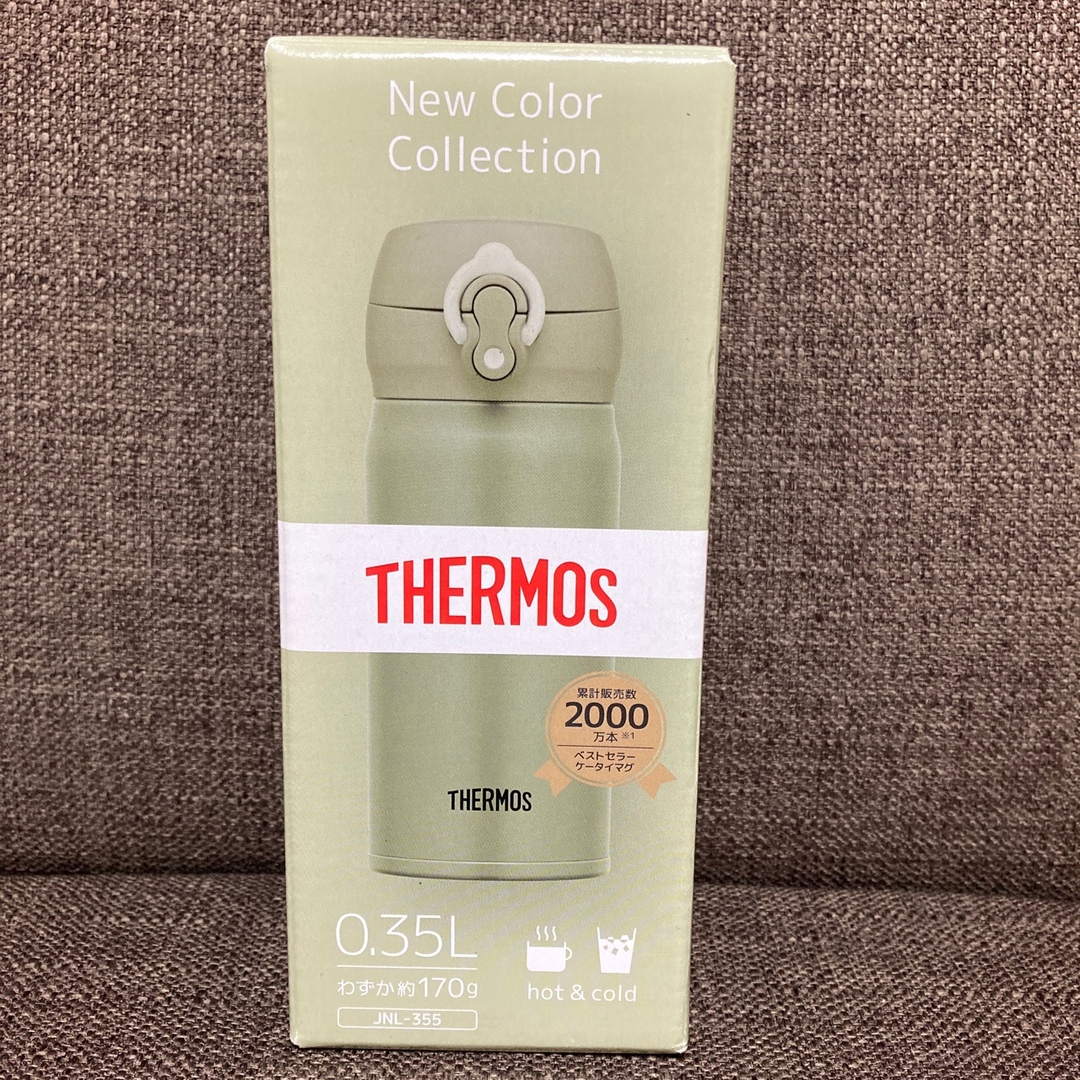 New Color
Collection
THERMOS
累計販売数
2000
万本※1
ベストセラー
ケータイマグ
THERMOS
0.35L
わずか約170g
JNL-355
hot & cold